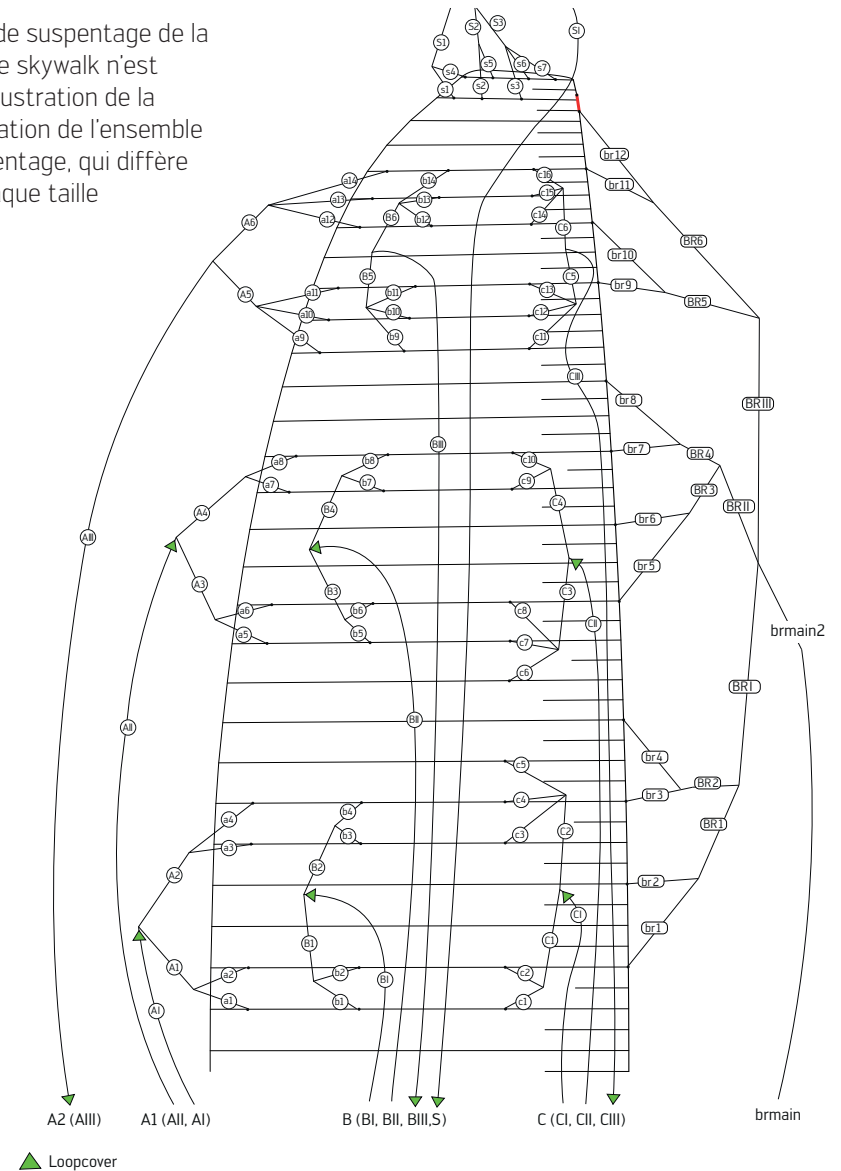 de suspentage de la
e skywalk n'est
ustration de la
ation de l'ensemble
entage, qui diffère
que taille
S1 S2 S3 SI
s4 s5 s6 s7
s1 s2 s3
br12
a14 b14 c16 br11
a13 b13 c15
A6 a12 B6 b12 c14 C6 BR6
br10
B5 C5
A5 a11 b11 c13 br9 BR5
a10 b10 c12
a9 b9 c11
CIII
br8 BRIII
BIII
a8 b8 c10 br7 BR4
a7 b7 c9 BR3
A4 B4 C4 BRII
br6
AIII
br5
A3 B3 C3
a6 b6 c8 CII
a5 b5 c7 brmain2
c6
BRI
AII BII
br4
c5 BR2
c4 br3
a4 b4 BR1
a3 b3 c3 C2
A2 B2 br2
CI
br1
B1 C1
A1 a2 b2 c2 BI
a1 b1 c1
AI
A2 (AIII) A1 (AII, AI) B (BI, BII, BIII,S) C (CI, CII, CIII) brmain
Loopcover